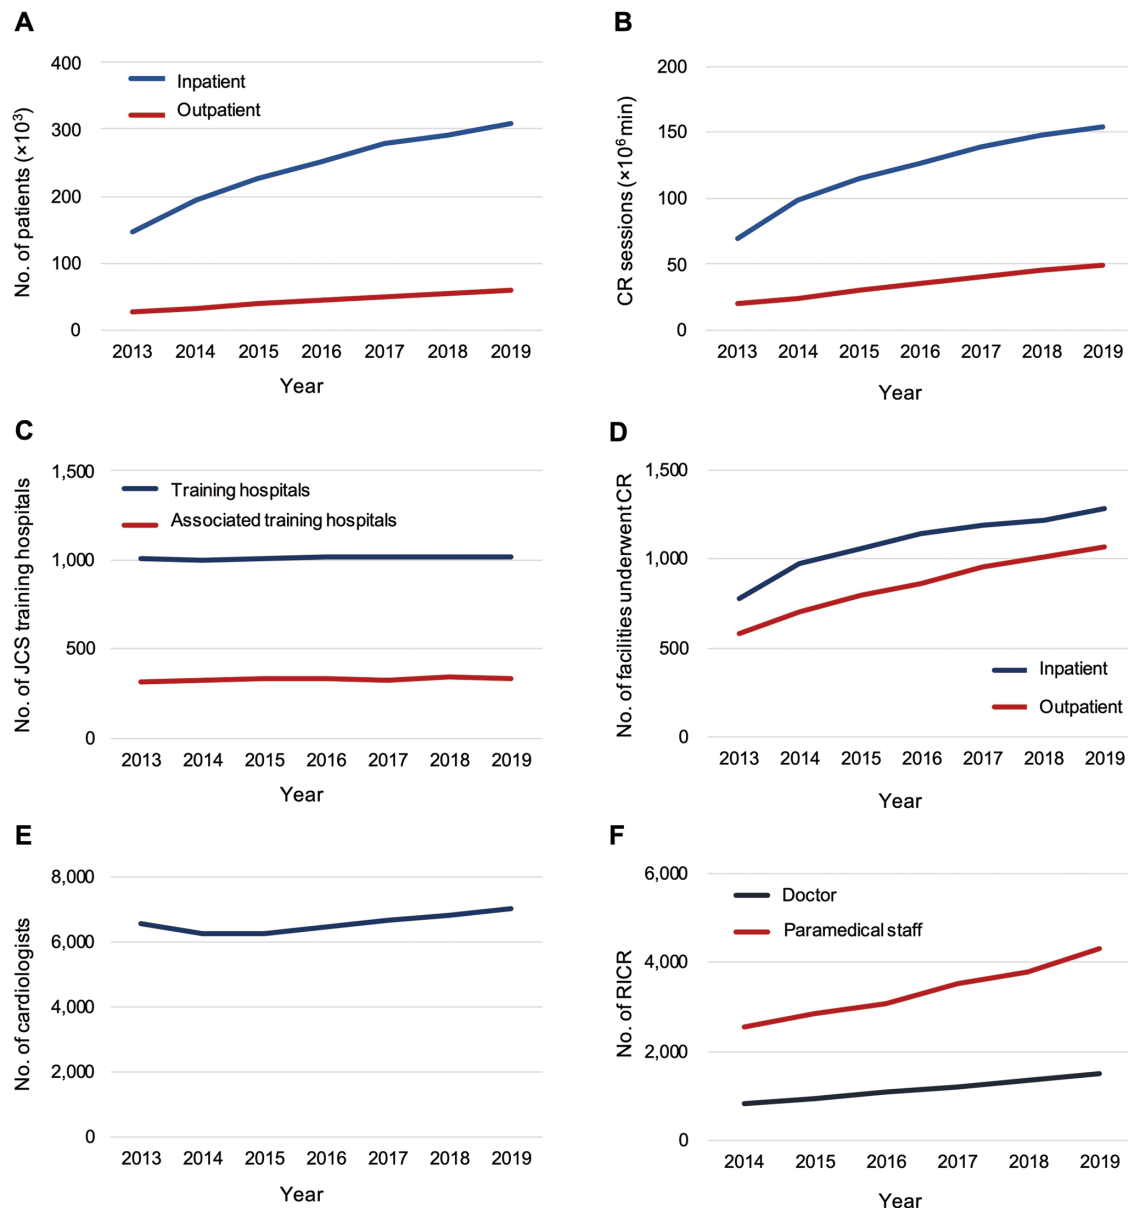 A
No. of patients (×10³)
400
300
200
100
0
Inpatient
Outpatient
2013 2014 2015 2016 2017 2018 2019
Year
B
CR sessions (×10⁶ min)
200
150
100
50
0
2013 2014 2015 2016 2017 2018 2019
Year
C
No. of JCS training hospitals
1,500
1,000
500
0
Training hospitals
Associated training hospitals
2013 2014 2015 2016 2017 2018 2019
Year
D
No. of facilities underwent CR
1,500
1,000
500
0
Inpatient
Outpatient
2013 2014 2015 2016 2017 2018 2019
Year
E
No. of cardiologists
8,000
6,000
4,000
2,000
0
2013 2014 2015 2016 2017 2018 2019
Year
F
No. of RICR
6,000
4,000
2,000
0
Doctor
Paramedical staff
2014 2015 2016 2017 2018 2019
Year